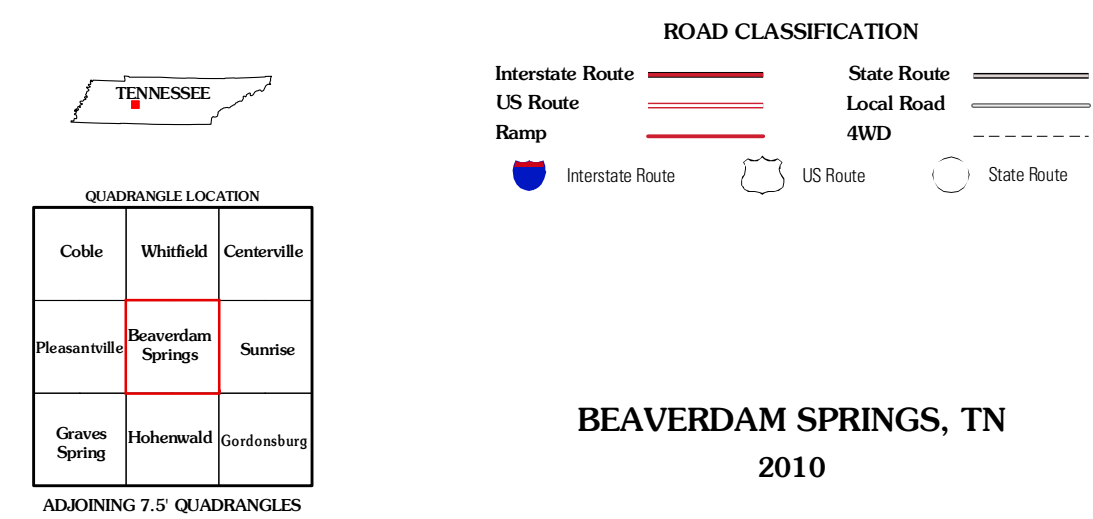 TENNESSEE
QUADRANGLE LOCATION
Coble Whitfield Centerville
Pleasantville Beaverdam Springs Sunrise
Graves Spring Hohenwald Gordonsburg
ADJOINING 7.5' QUADRANGLES
ROAD CLASSIFICATION
Interstate Route State Route
US Route Local Road
Ramp 4WD
Interstate Route US Route State Route
BEAVERDAM SPRINGS, TN
2010